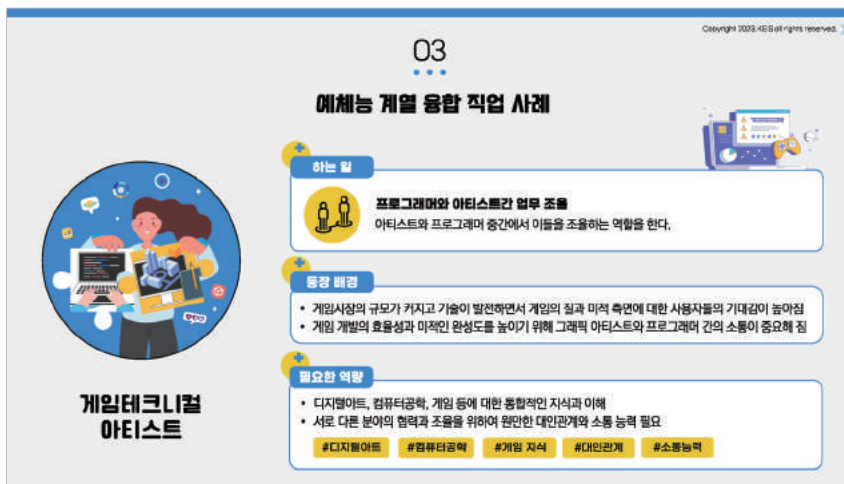 Copyright 2023. KEIS all rights reserved.
03
예체능 계열 융합 직업 사례
하는 일
프로그래머와 아티스트간 업무 조율
아티스트와 프로그래머 중간에서 이들을 조율하는 역할을 한다.
등장 배경
• 게임시장의 규모가 커지고 기술이 발전하면서 게임의 질과 미적 측면에 대한 사용자들의 기대감이 높아짐
• 게임 개발의 효율성과 미적인 완성도를 높이기 위해 그래픽 아티스트와 프로그래머 간의 소통이 중요해 짐
필요한 역량
• 디지털아트, 컴퓨터공학, 게임 등에 대한 통합적인 지식과 이해
• 서로 다른 분야의 협력과 조율을 위하여 원만한 대인관계와 소통 능력 필요
#디지털아트 #컴퓨터공학 #게임 지식 #대인관계 #소통능력
게임테크니컬
아티스트